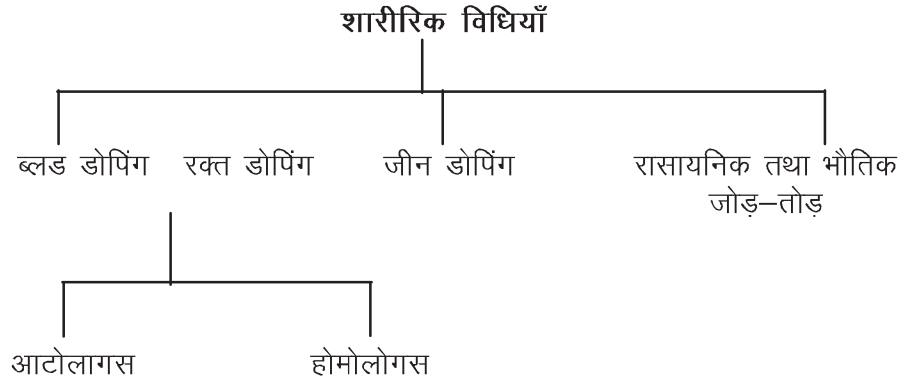 शारीरिक विधियाँ
ब्लड डोपिंग रक्त डोपिंग जीन डोपिंग रासायनिक तथा भौतिक
जोड़–तोड़
आटोलागस होमोलोगस